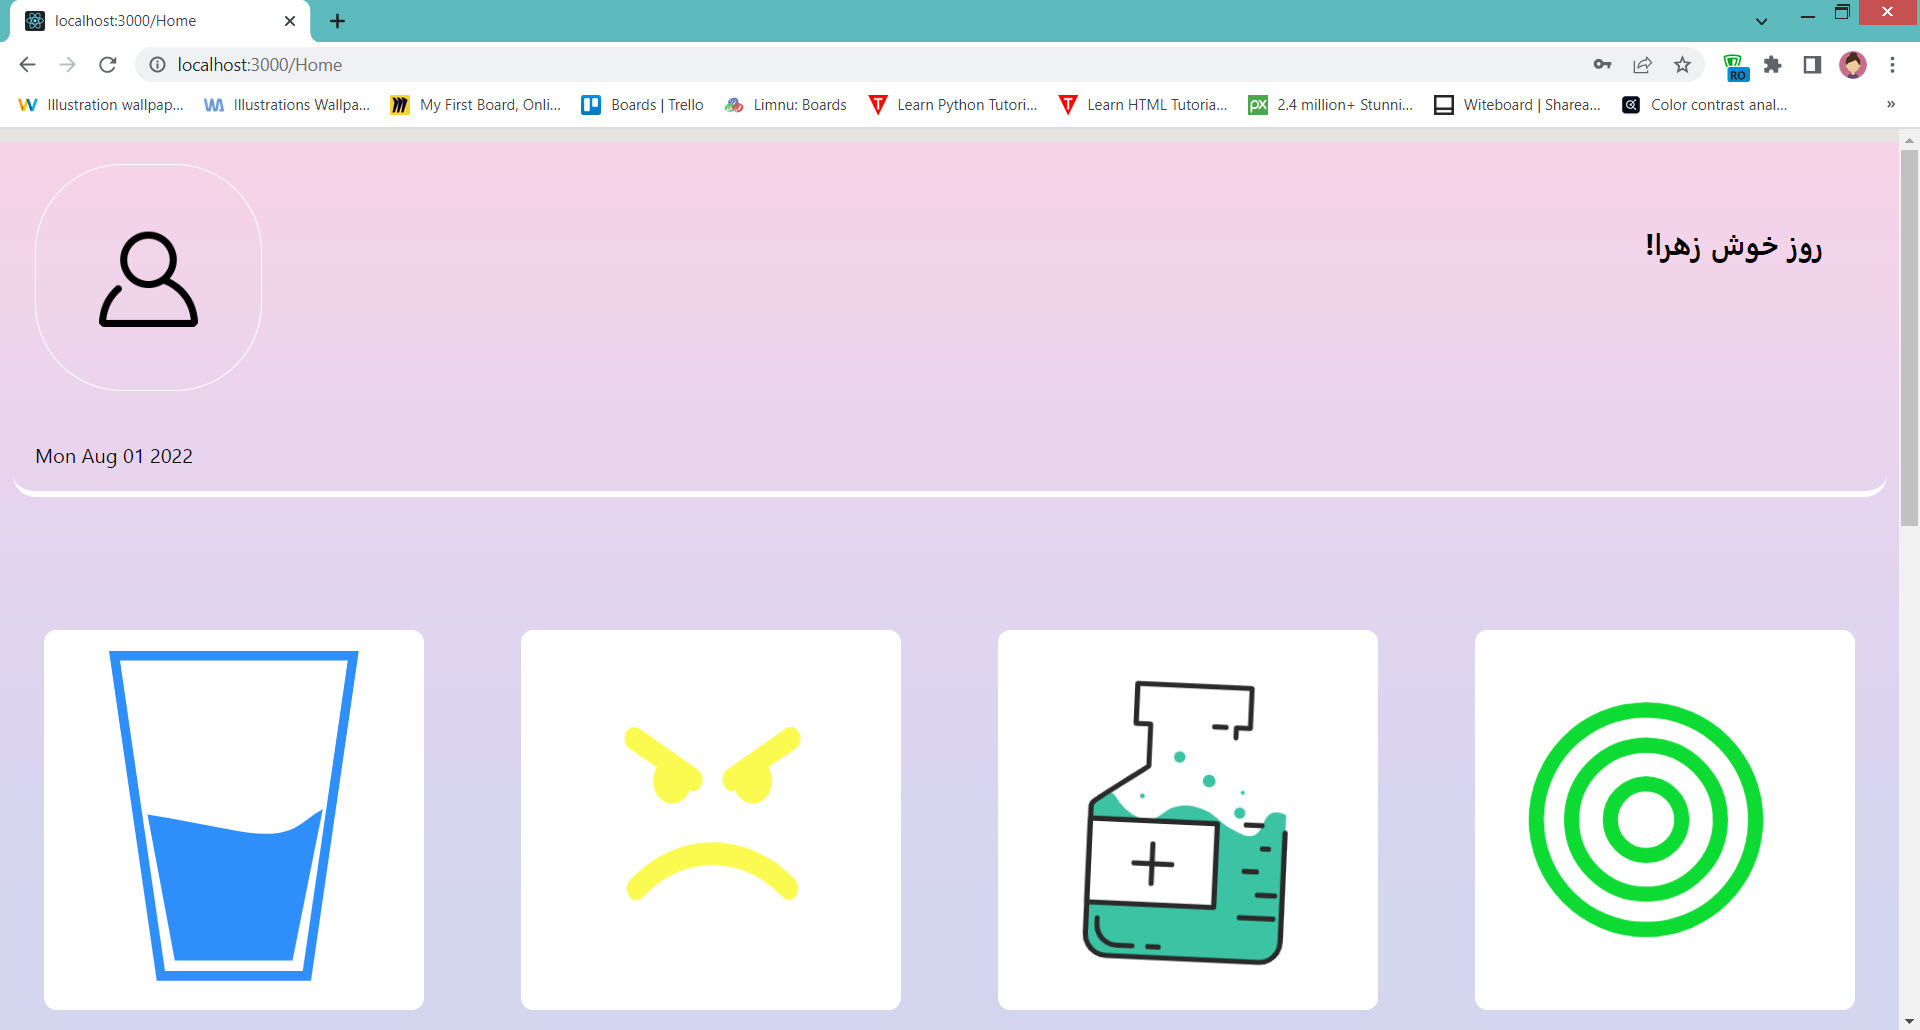 localhost:3000/Home
localhost:3000/Home
RO
Illustration wallpap...
Illustrations Wallpa...
My First Board, Onli...
Boards | Trello
Limnu: Boards
Learn Python Tutori...
Learn HTML Tutoria...
2.4 million+ Stunni...
Witeboard | Sharea...
Color contrast anal...
»
روز خوش زهرا!
Mon Aug 01 2022